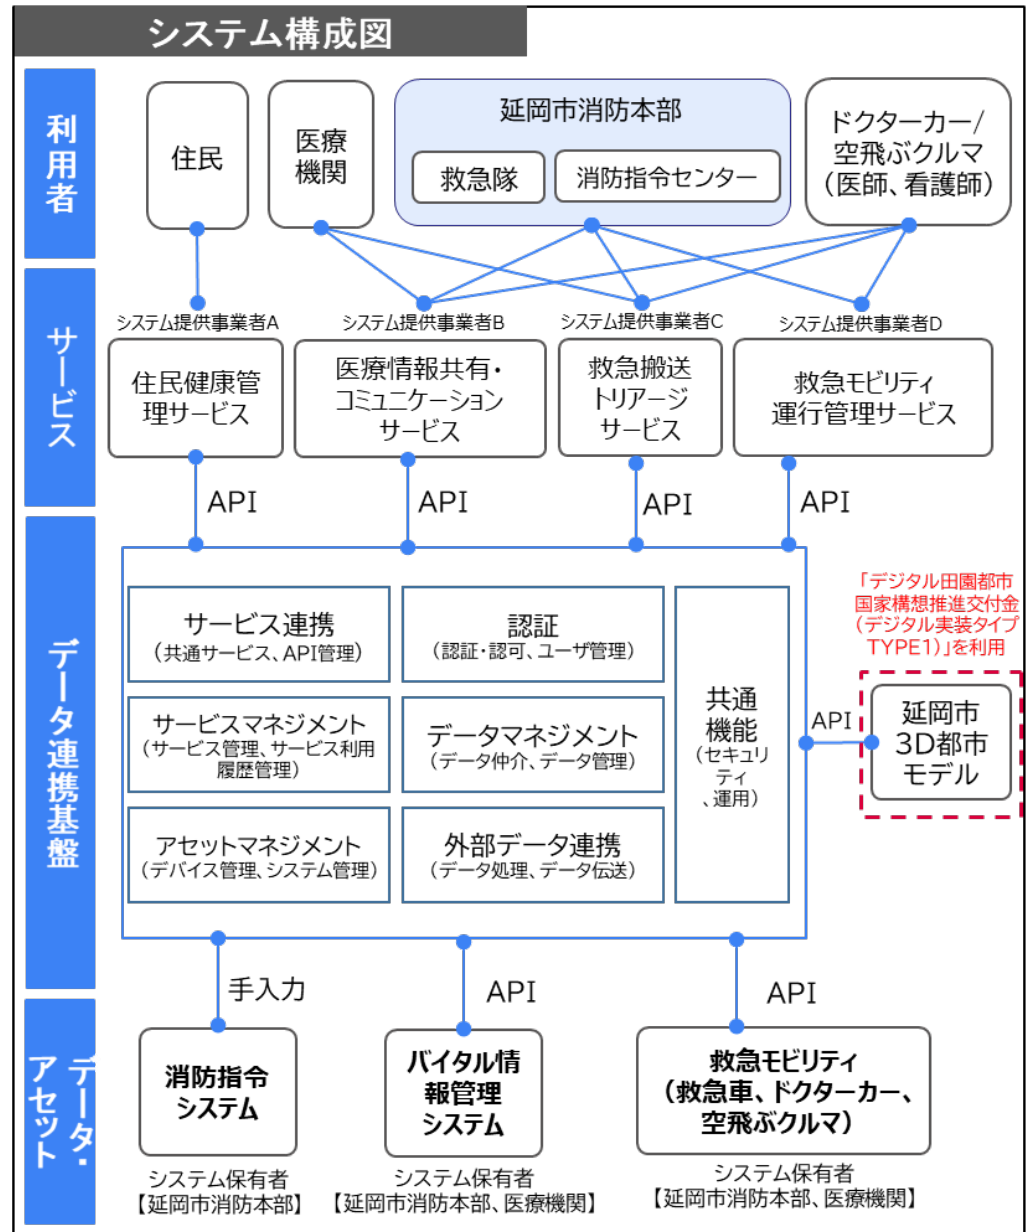 システム構成図
利用者
住民
医療
機関
延岡市消防本部
救急隊
消防指令センター
ドクターカー/
空飛ぶクルマ
(医師、看護師)
サービス
システム提供事業者A
システム提供事業者B
システム提供事業者C
システム提供事業者D
住民健康管
理サービス
医療情報共有・
コミュニケーション
サービス
救急搬送
トリアージ
サービス
救急モビリティ
運行管理サービス
API
API
API
API
データ連携基盤
サービス連携
(共通サービス、API管理)
認証
(認証・認可、ユーザ管理)
サービスマネジメント
(サービス管理、サービス利用
履歴管理)
データマネジメント
(データ仲介、データ管理)
アセットマネジメント
(デバイス管理、システム管理)
外部データ連携
(データ処理、データ伝送)
共通
機能
(セキュリ
ティ
、運用)
API
「デジタル田園都市
国家構想推進交付金
(デジタル実装タイプ
TYPE1)」を利用
延岡市
3D都市
モデル
手入力
API
API
データ・
アセット
消防指令
システム
バイタル情
報管理
システム
救急モビリティ
(救急車、ドクターカー、
空飛ぶクルマ)
システム保有者
【延岡市消防本部】
システム保有者
【延岡市消防本部、医療機関】
システム保有者
【延岡市消防本部、医療機関】